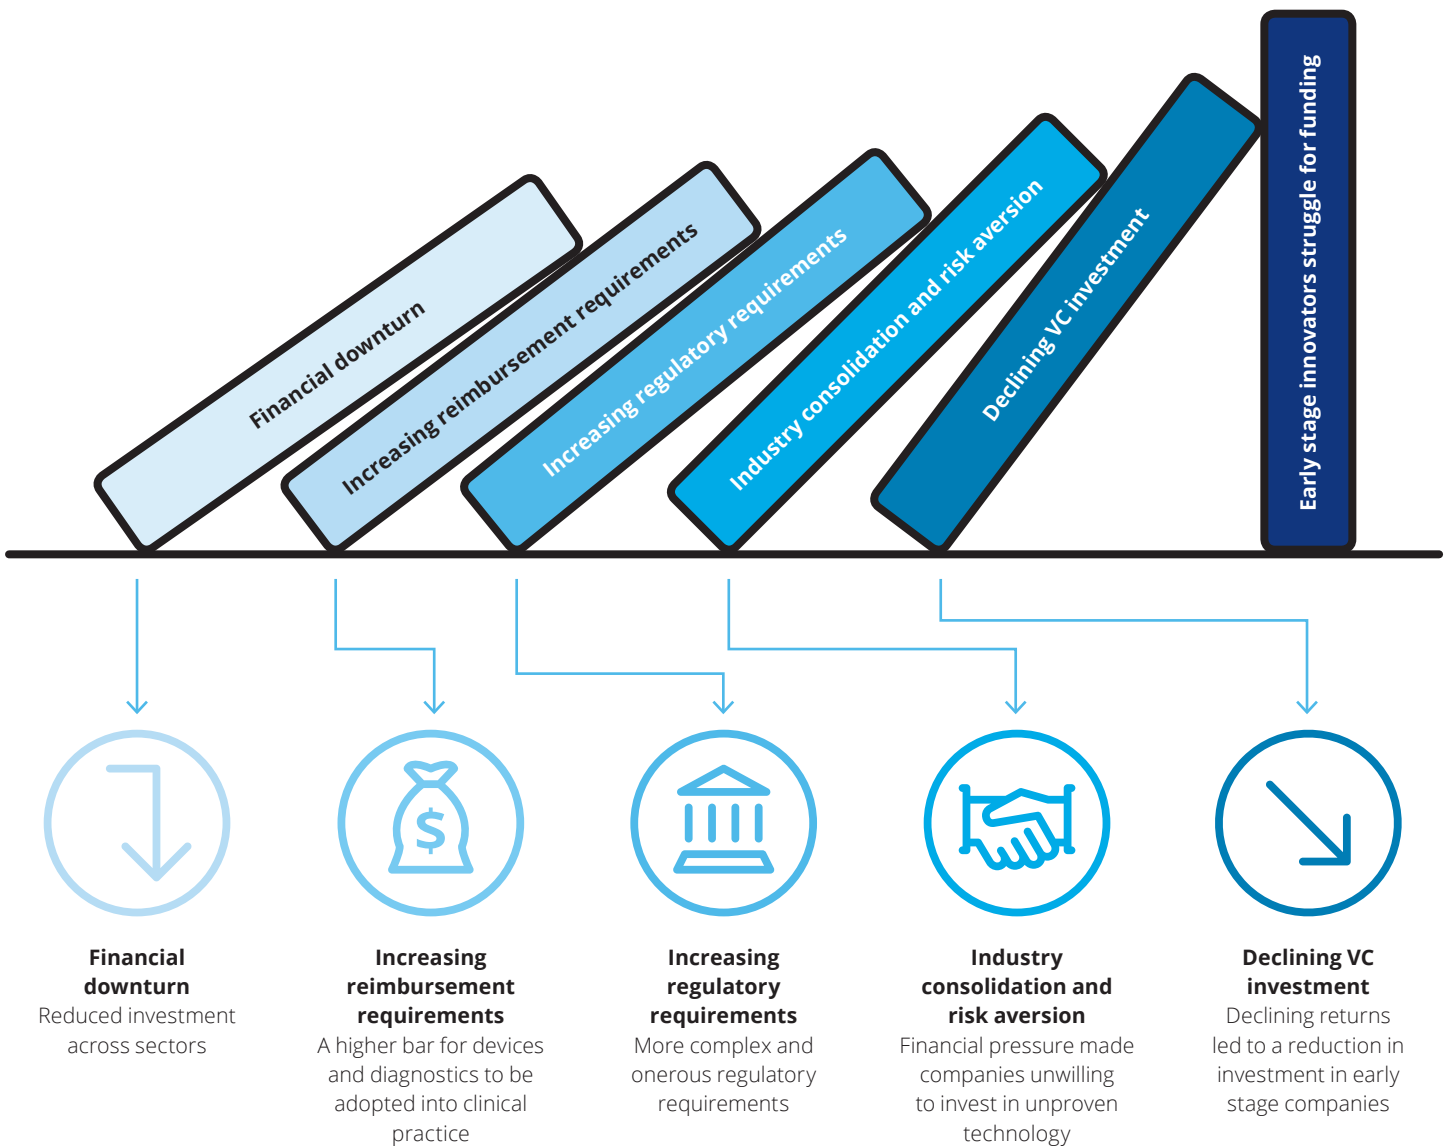 Financial downturn
Increasing reimbursement requirements
Increasing regulatory requirements
Industry consolidation and risk aversion
Declining VC investment
Early stage innovators struggle for funding
$
Financial
downturn
Reduced investment
across sectors
Increasing
reimbursement
requirements
A higher bar for devices
and diagnostics to be
adopted into clinical
practice
Increasing
regulatory
requirements
More complex and
onerous regulatory
requirements
Industry
consolidation and
risk aversion
Financial pressure made
companies unwilling
to invest in unproven
technology
Declining VC
investment
Declining returns
led to a reduction in
investment in early
stage companies